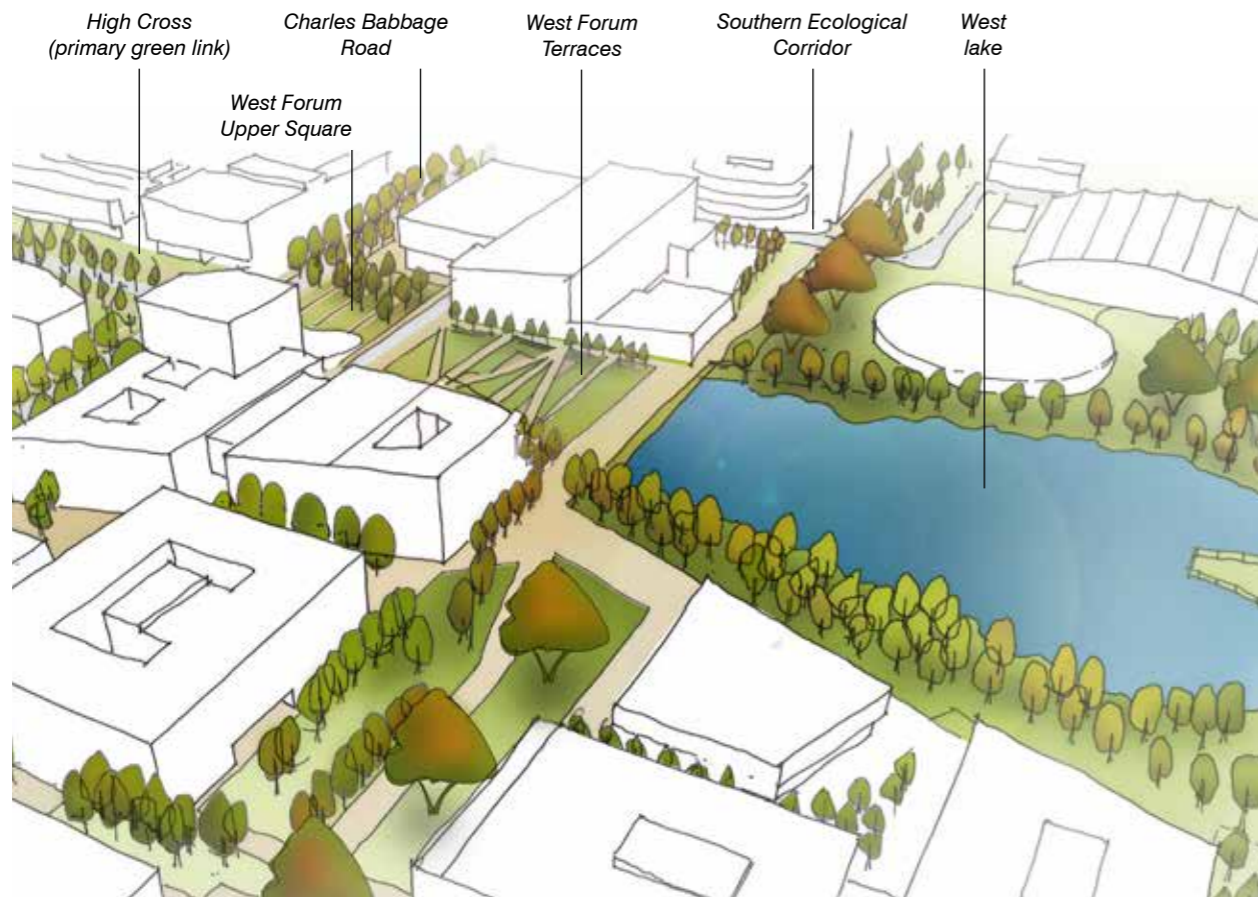 High Cross
(primary green link)
Charles Babbage
Road
West Forum
Terraces
Southern Ecological
Corridor
West
lake
West Forum
Upper Square